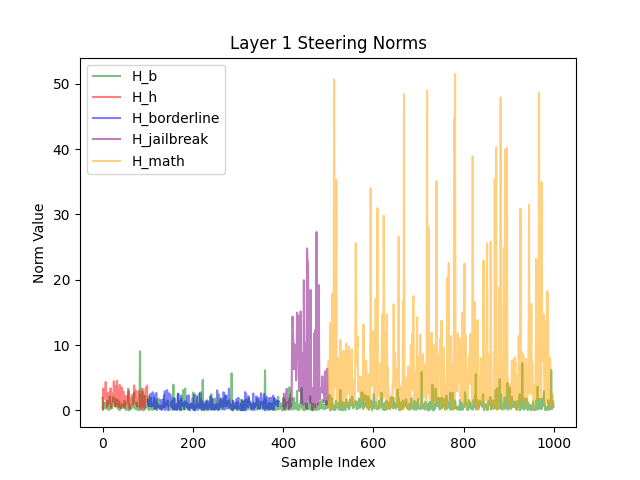 Layer 1 Steering Norms
H_b
H_h
H_borderline
H_jailbreak
H_math
Norm Value
50
40
30
20
10
0
0 200 400 600 800 1000
Sample Index